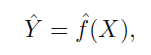 Ŷ = f̂(X),